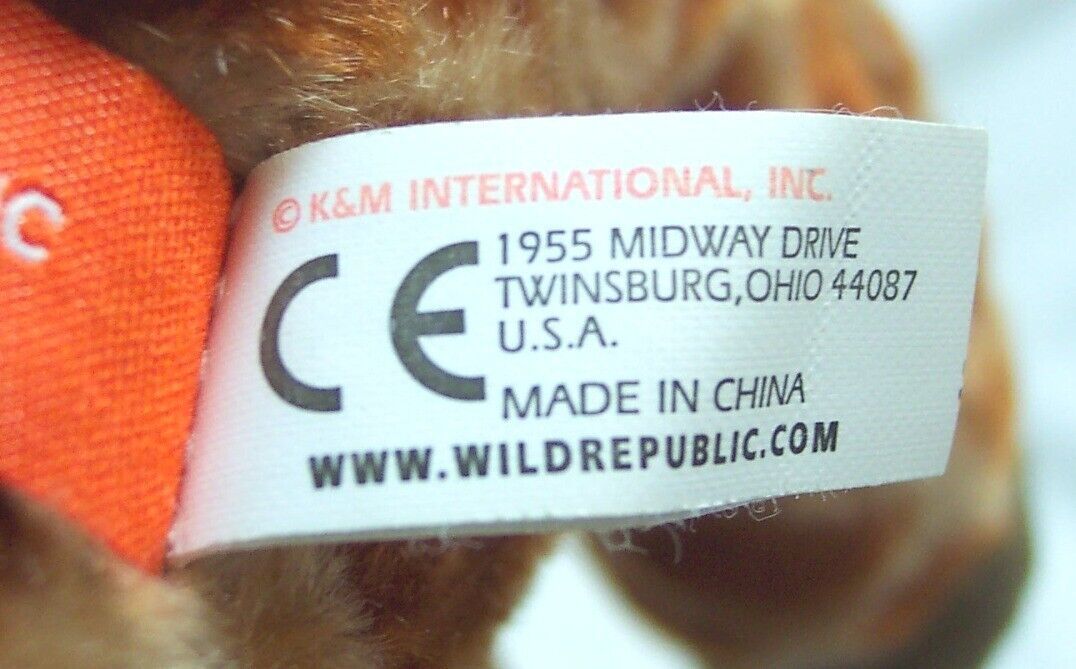 © K&M INTERNATIONAL, INC.
CE
1955 MIDWAY DRIVE
TWINSBURG,OHIO 44087
U.S.A.
MADE IN CHINA
WWW.WILDREPUBLIC.COM